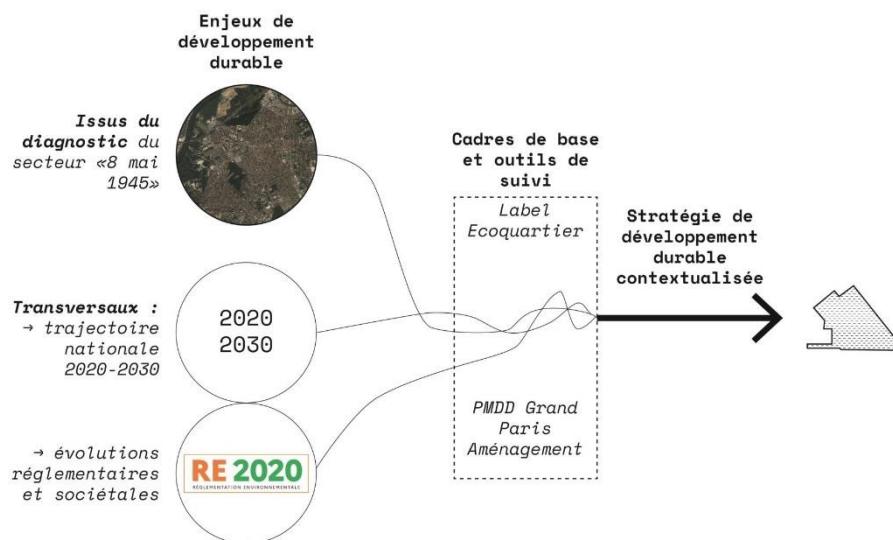 Enjeux de
développement
durable
Issus du
diagnostic du
secteur «8 mai
1945»
Transversaux :
→ trajectoire
nationale
2020-2030
2020
2030
→ évolutions
réglementaires
et sociétales
RE 2020
RÉGLEMENTATION ENVIRONNEMENTALE
Cadres de base
et outils de
suivi
Label
Ecoquartier
PMDD Grand
Paris
Aménagement
Stratégie de
développement
durable
contextualisée